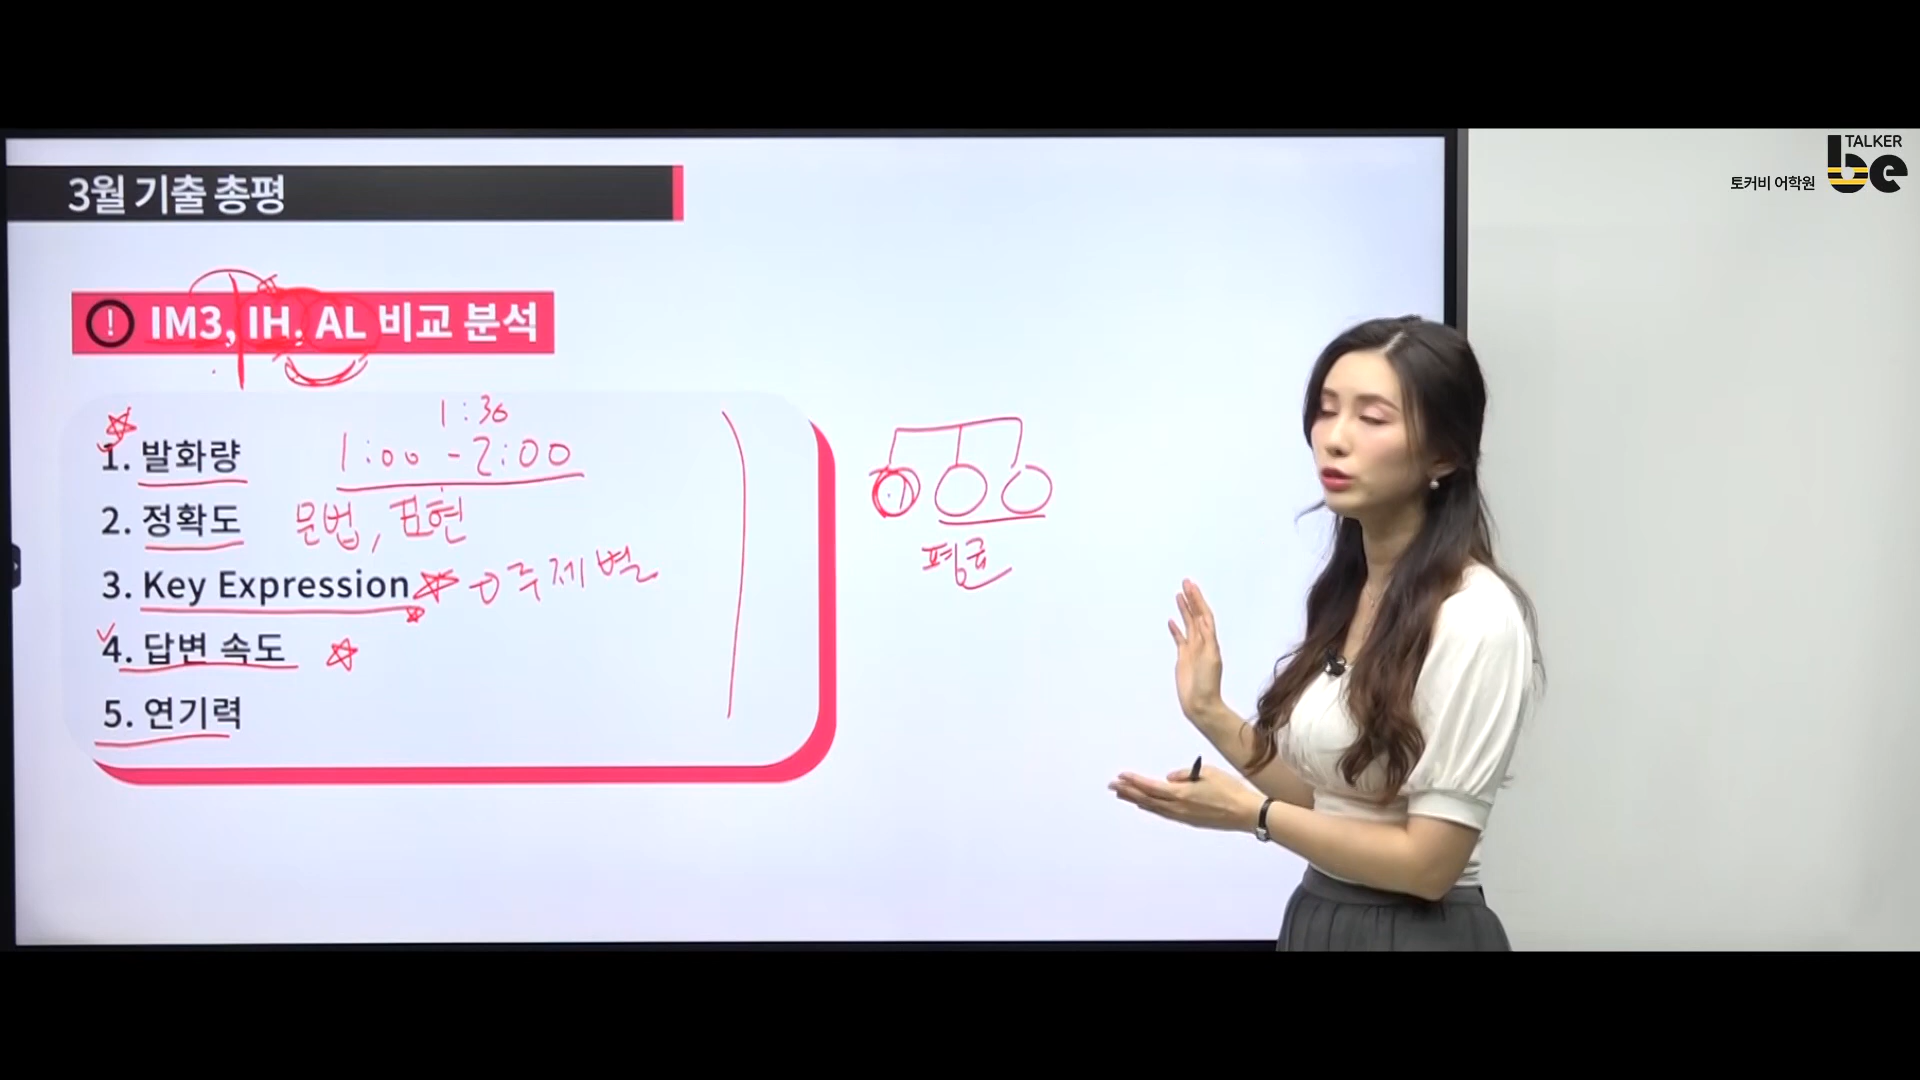 TALKER
be
토커비 어학원
3월 기출 총평
! IM3, IH, AL 비교 분석
1:30
1. 발화량 1:00 - 2:00
2. 정확도 문법, 표현
3. Key Expression 주제별
4. 답변 속도
5. 연기력
평균